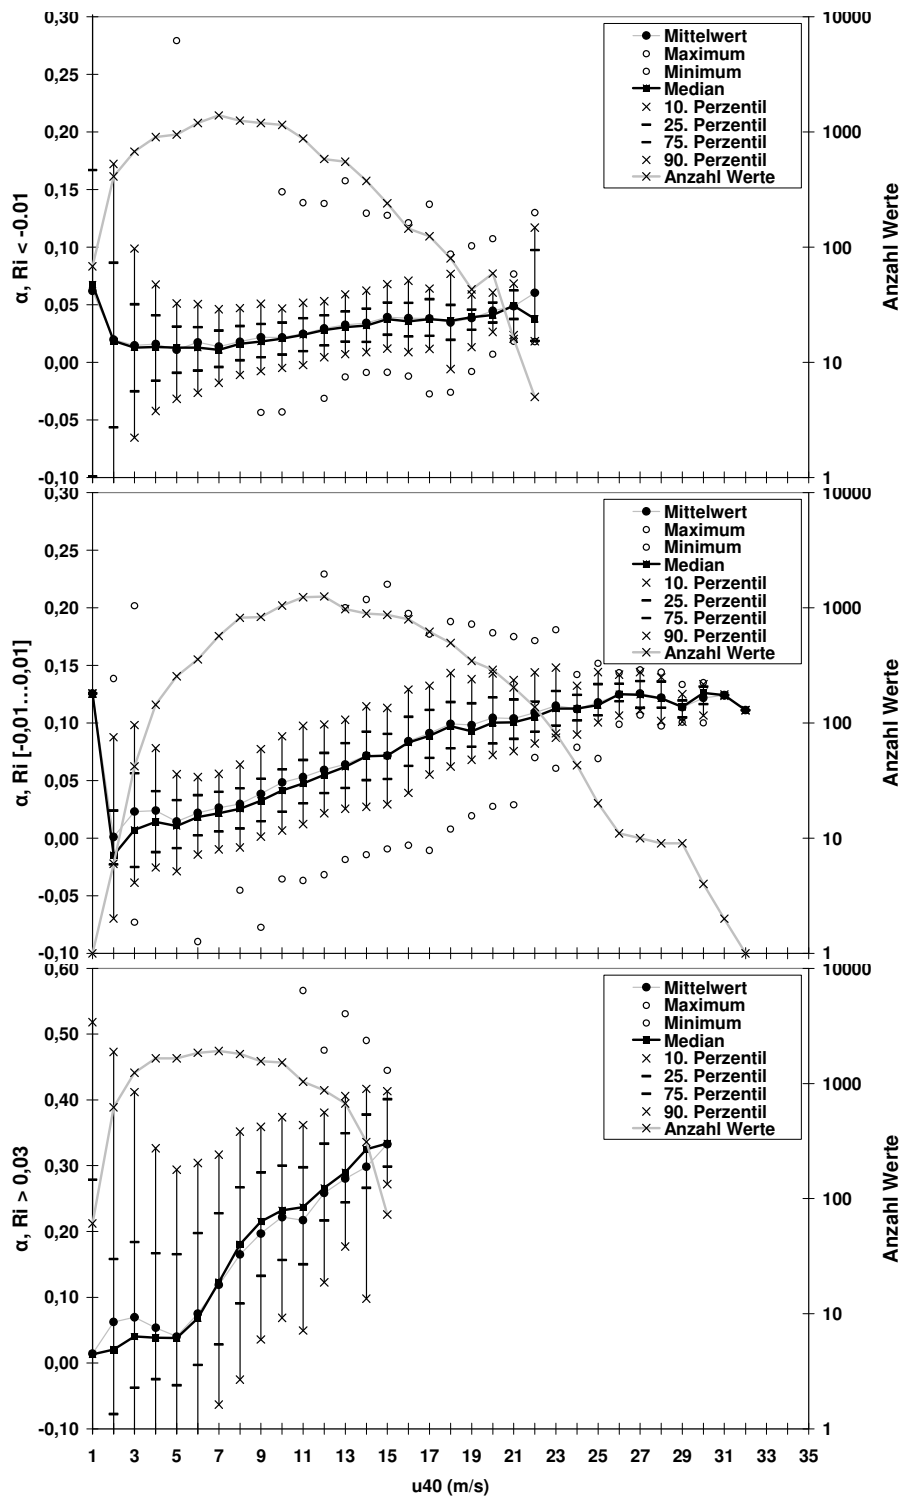 0,30
0,25
0,20
0,15
0,10
0,05
0,00
-0,05
-0,10
α, Ri < -0.01
Mittelwert
Maximum
Minimum
Median
10. Perzentil
25. Perzentil
75. Perzentil
90. Perzentil
Anzahl Werte
10000
1000
100
10
1
Anzahl Werte
0,30
0,25
0,20
0,15
0,10
0,05
0,00
-0,05
-0,10
α, Ri [-0,01...0,01]
Mittelwert
Maximum
Minimum
Median
10. Perzentil
25. Perzentil
75. Perzentil
90. Perzentil
Anzahl Werte
10000
1000
100
10
1
Anzahl Werte
0,60
0,50
0,40
0,30
0,20
0,10
0,00
-0,10
α, Ri > 0,03
Mittelwert
Maximum
Minimum
Median
10. Perzentil
25. Perzentil
75. Perzentil
90. Perzentil
Anzahl Werte
10000
1000
100
10
1
Anzahl Werte
1 3 5 7 9 11 13 15 17 19 21 23 25 27 29 31 33 35
u40 (m/s)